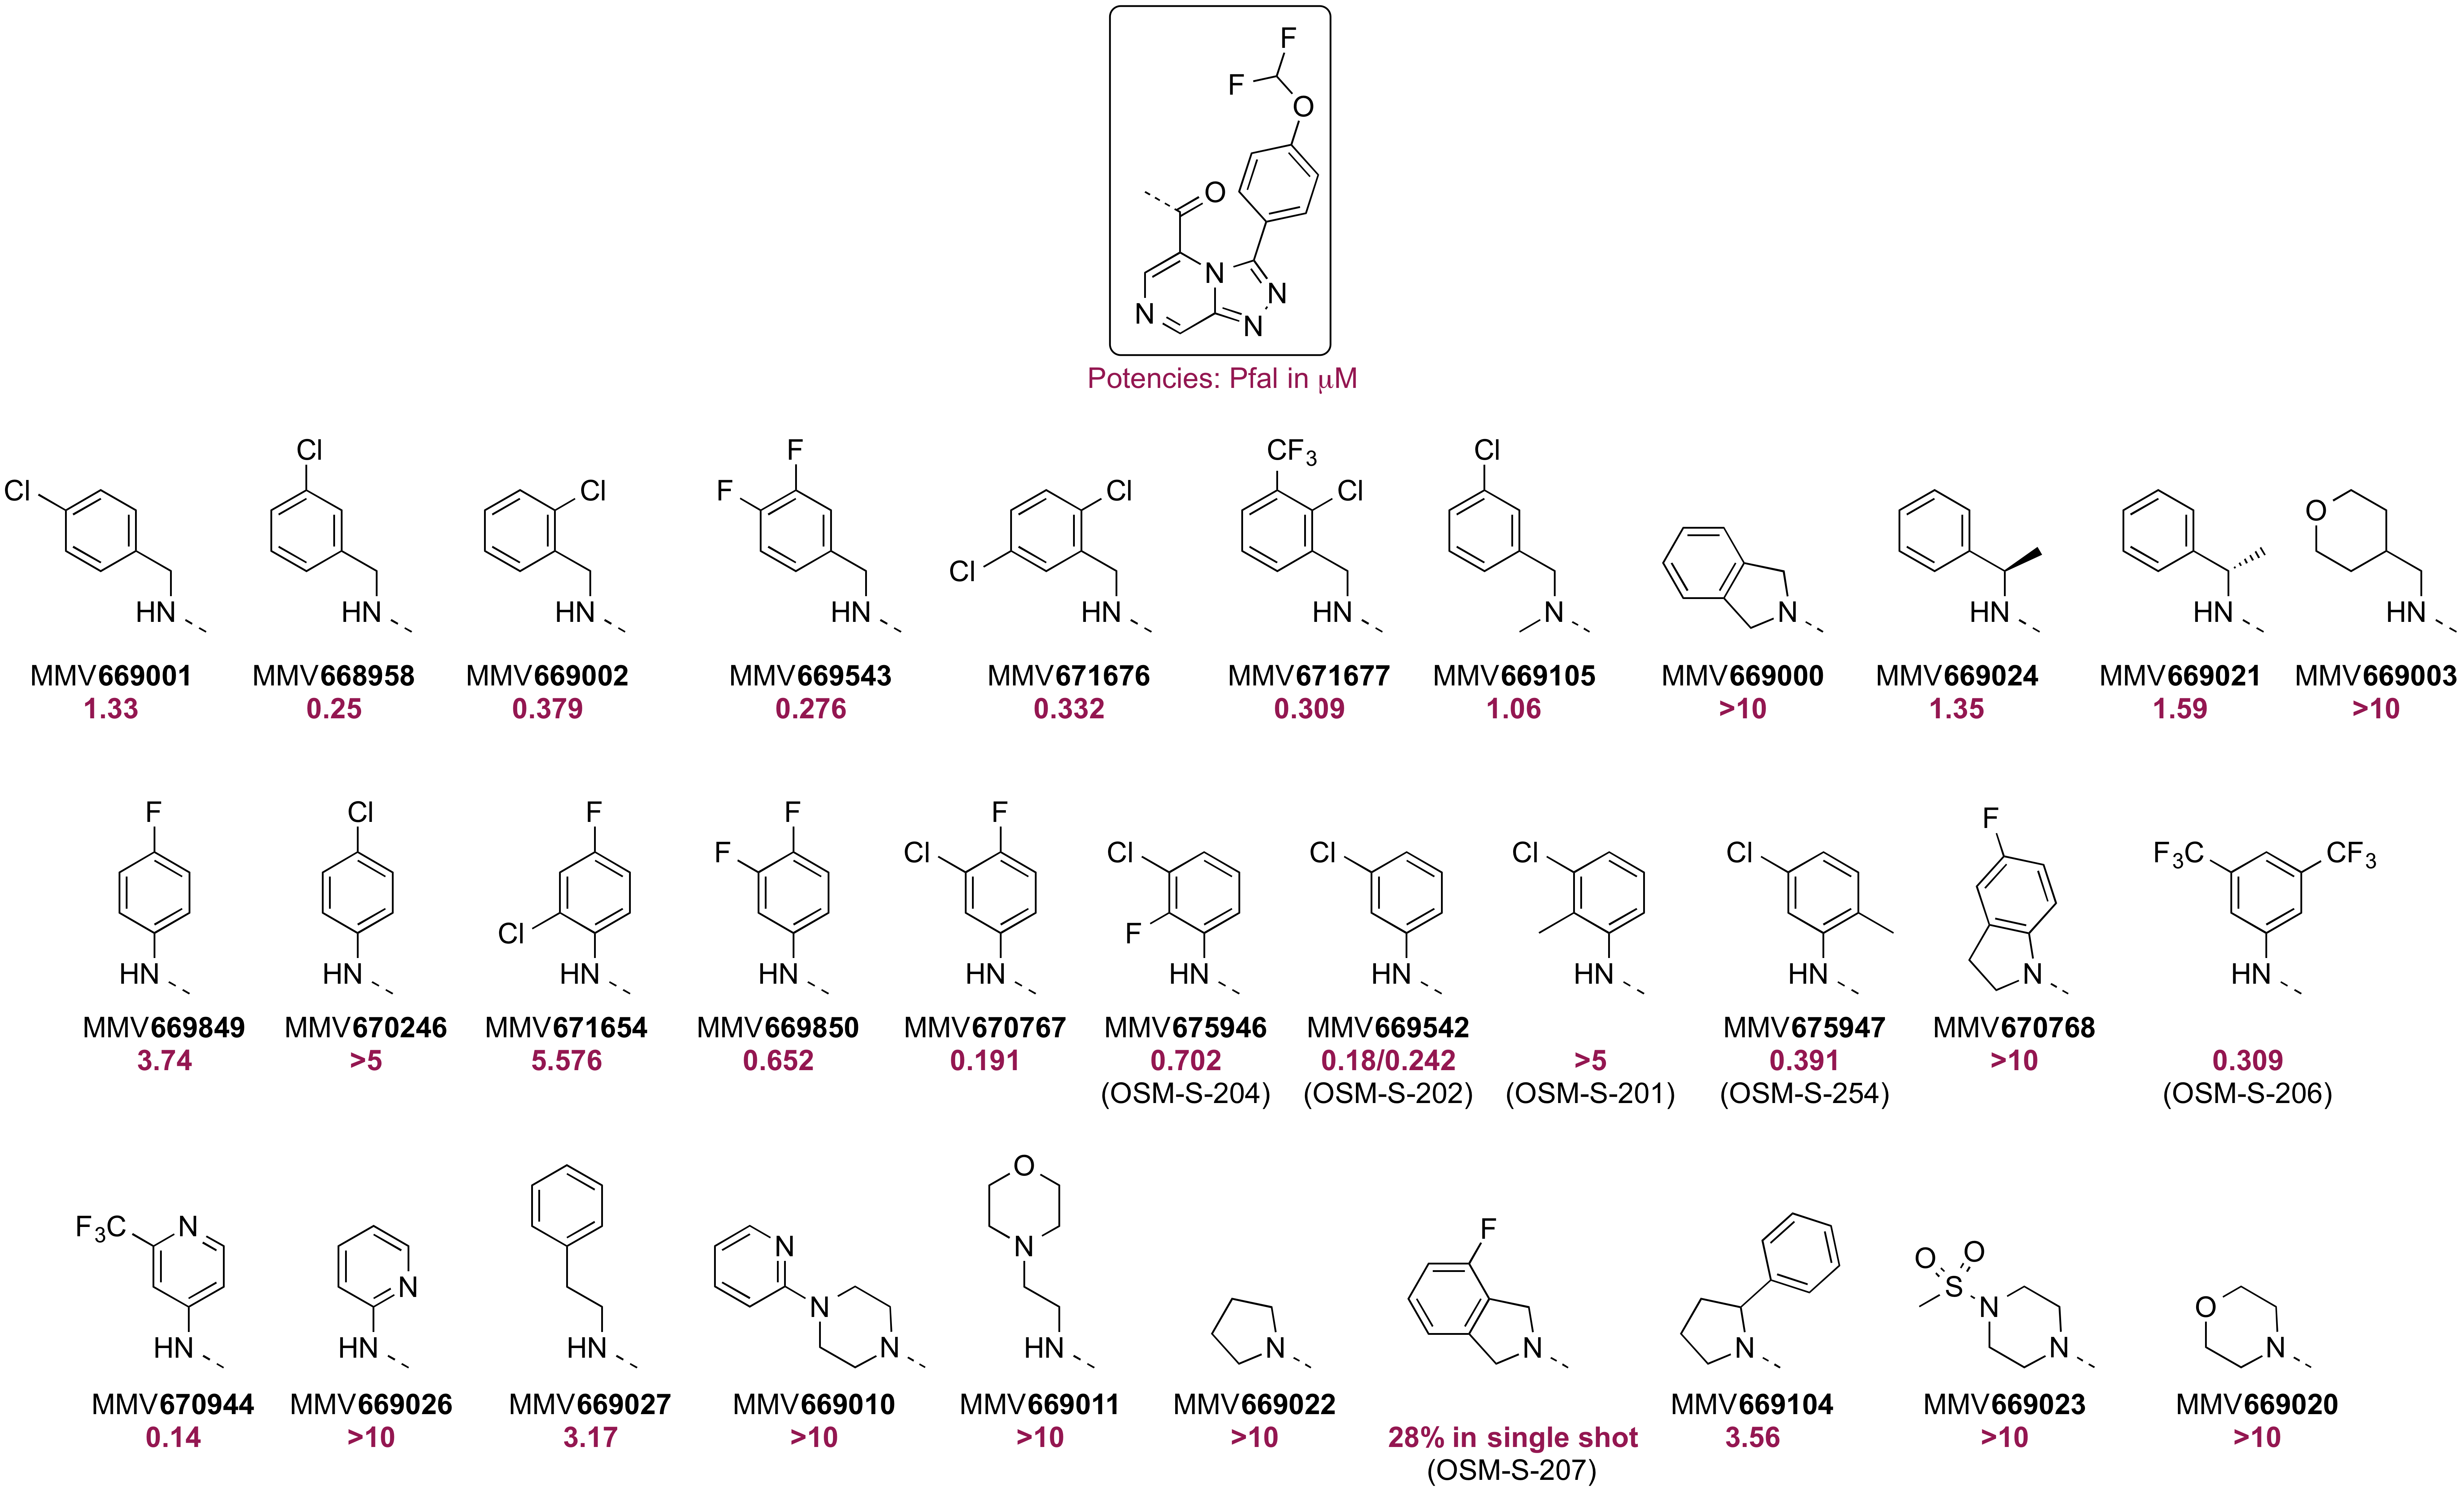 F
F
O
O
N
N
N
N
Potencies: Pfal in μM
Cl
HN
Cl
HN
Cl
HN
F
F
HN
Cl
Cl
HN
CF3
Cl
HN
Cl
N
N
HN
HN
O
HN
MMV669001 MMV668958 MMV669002 MMV669543 MMV671676 MMV671677 MMV669105 MMV669000 MMV669024 MMV669021 MMV669003
1.33 0.25 0.379 0.276 0.332 0.309 1.06 >10 1.35 1.59 >10
F
HN
Cl
HN
F
Cl
HN
F
F
HN
F
Cl
HN
Cl
F
HN
Cl
HN
Cl
HN
Cl
HN
F
N
F3C
CF3
HN
MMV669849 MMV670246 MMV671654 MMV669850 MMV670767 MMV675946 MMV669542 MMV675947 MMV670768
3.74 >5 5.576 0.652 0.191 0.702 0.18/0.242 >5 0.391 >10 0.309
(OSM-S-204) (OSM-S-202) (OSM-S-201) (OSM-S-254) (OSM-S-206)
F3C
N
HN
N
HN
HN
N
N
N
O
N
HN
N
F
N
N
O
O
S
N
N
O
N
MMV670944 MMV669026 MMV669027 MMV669010 MMV669011 MMV669022 MMV669104 MMV669023 MMV669020
0.14 >10 3.17 >10 >10 >10 28% in single shot 3.56 >10 >10
(OSM-S-207)